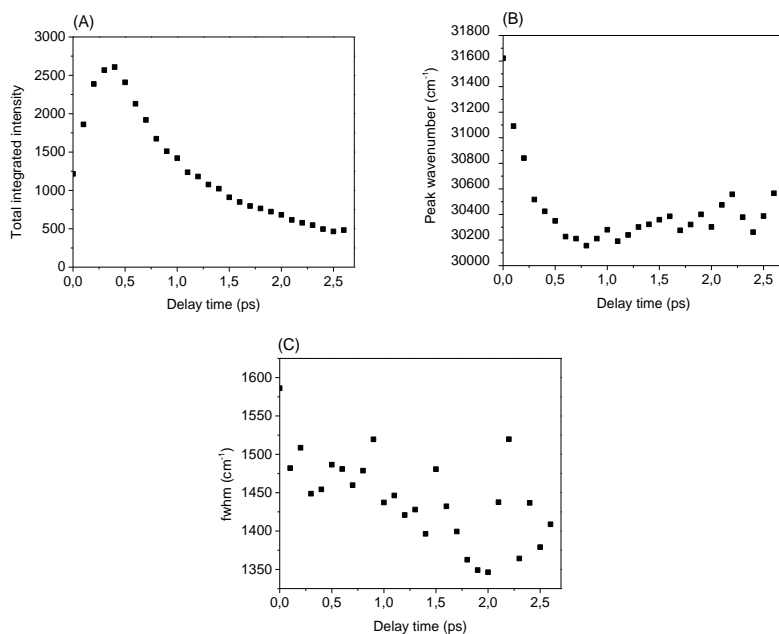 (A)
3000
2500
2000
1500
1000
500
0
0,0 0,5 1,0 1,5 2,0 2,5
Total integrated intensity
Delay time (ps)
(B)
31800
31600
31400
31200
31000
30800
30600
30400
30200
30000
0,0 0,5 1,0 1,5 2,0 2,5
Peak wavenumber (cm⁻¹)
Delay time (ps)
(C)
1600
1550
1500
1450
1400
1350
0,0 0,5 1,0 1,5 2,0 2,5
fwhm (cm⁻¹)
Delay time (ps)